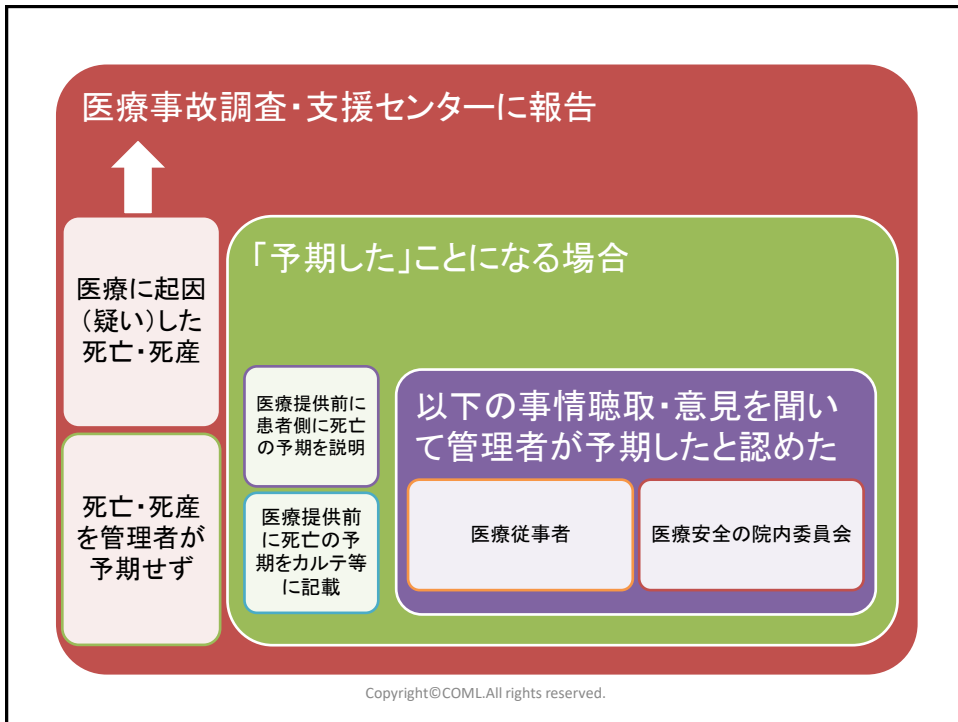 医療事故調査・支援センターに報告
医療に起因
（疑い）した
死亡・死産
死亡・死産
を管理者が
予期せず
「予期した」ことになる場合
医療提供前に
患者側に死亡
の予期を説明
医療提供前
に死亡の予
期をカルテ等
に記載
以下の事情聴取・意見を聞い
て管理者が予期したと認めた
医療従事者
医療安全の院内委員会
Copyright©COML.All rights reserved.